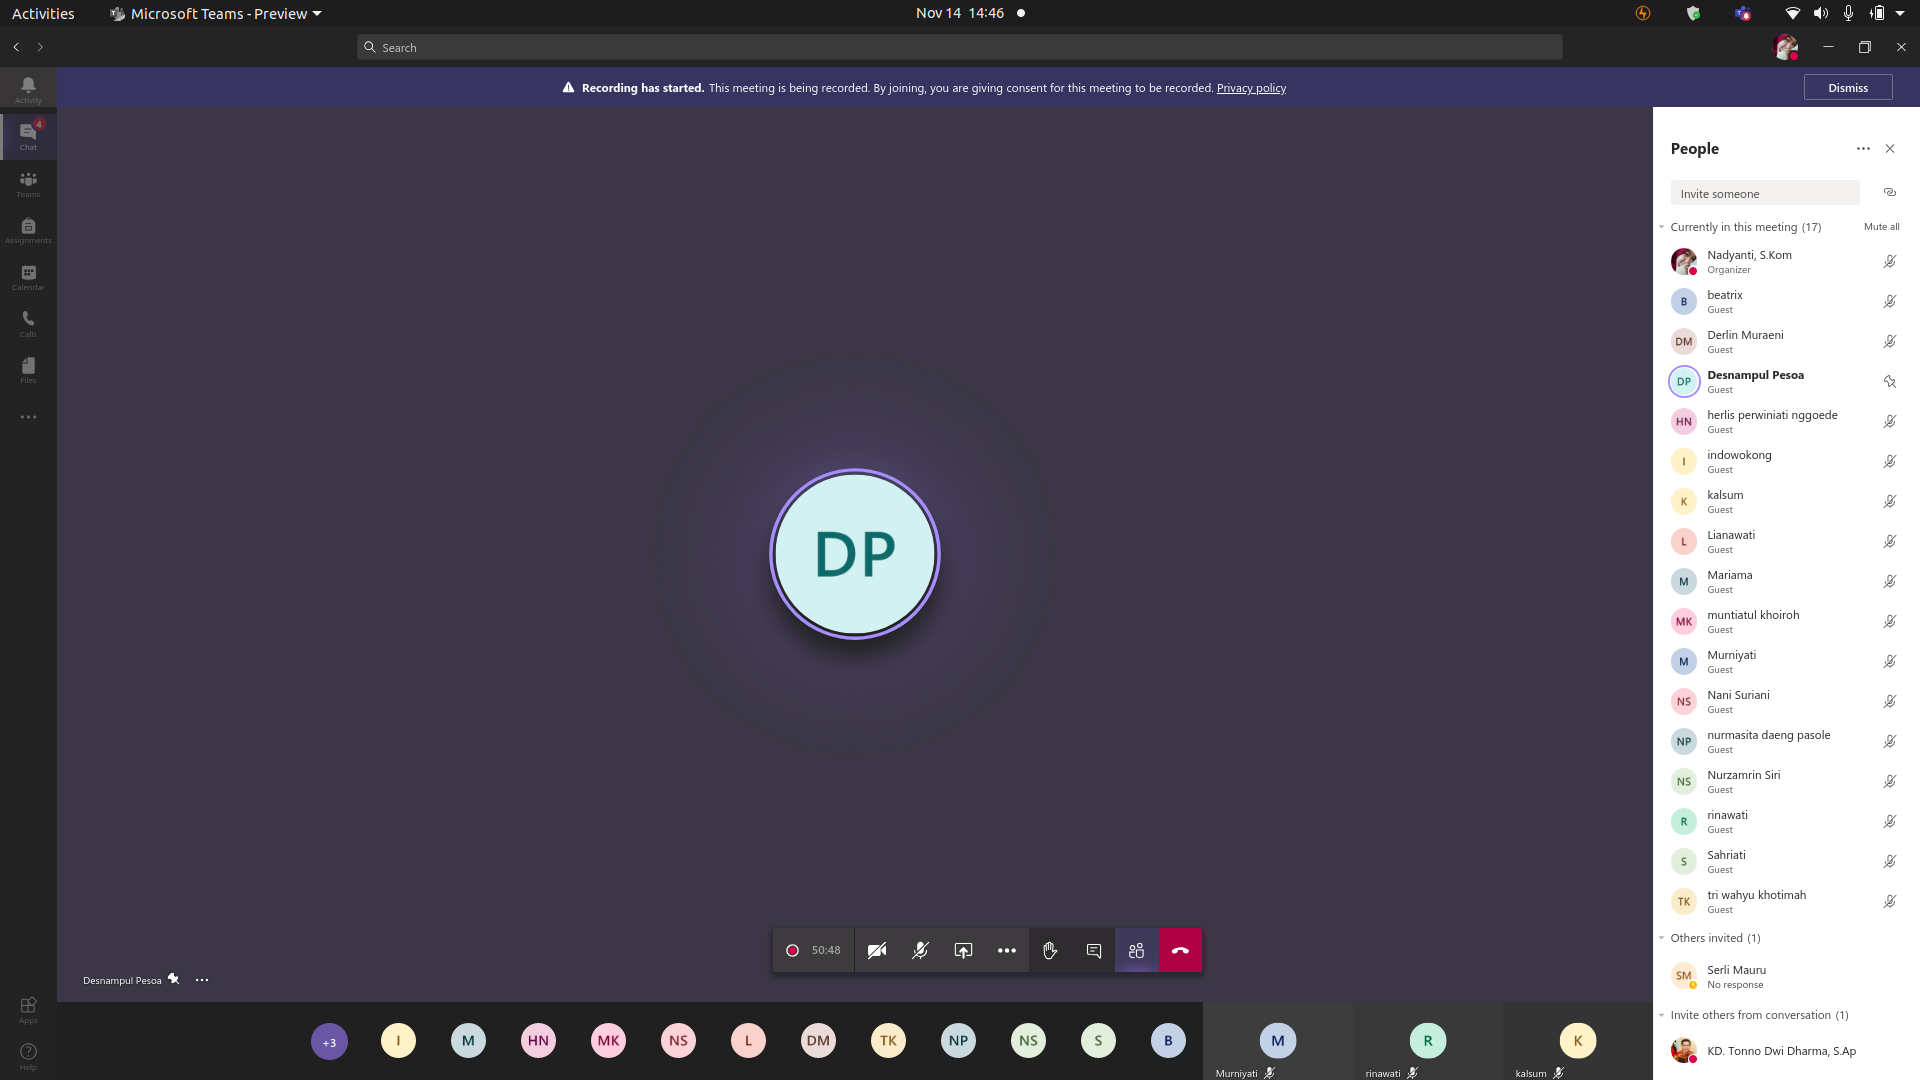 Activities
Microsoft Teams - Preview
Nov 14 14:46
Search
Recording has started. This meeting is being recorded. By joining, you are giving consent for this meeting to be recorded. Privacy policy
Dismiss
Activity
4
Chat
Teams
Assignments
Calendar
Calls
Files
Apps
Help
DP
Desnampul Pesoa
50:48
+3
I
M
HN
MK
NS
L
DM
TK
NP
NS
S
B
M
Murniyati
R
rinawati
K
kalsum
People
Invite someone
Currently in this meeting (17)
Mute all
Nadyanti, S.Kom
Organizer
B
beatrix
Guest
DM
Derlin Muraeni
Guest
DP
Desnampul Pesoa
Guest
HN
herlis perwiniati nggoede
Guest
I
indowokong
Guest
K
kalsum
Guest
L
Lianawati
Guest
M
Mariama
Guest
MK
muntiatul khoiroh
Guest
M
Murniyati
Guest
NS
Nani Suriani
Guest
NP
nurmasita daeng pasole
Guest
NS
Nurzamrin Siri
Guest
R
rinawati
Guest
S
Sahriati
Guest
TK
tri wahyu khotimah
Guest
Others invited (1)
SM
Serli Mauru
No response
Invite others from conversation (1)
KD. Tonno Dwi Dharma, S.Ap